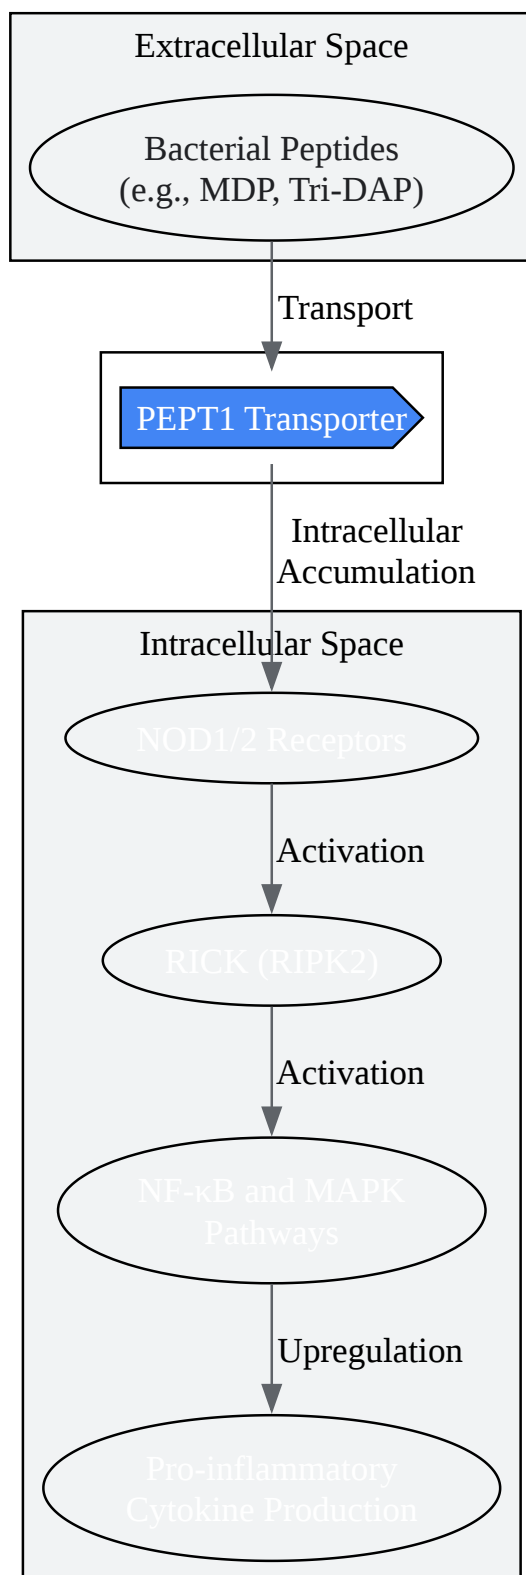 Extracellular Space
Bacterial Peptides
(e.g., MDP, Tri-DAP)
Transport
PEPT1 Transporter
Intracellular
Accumulation
Intracellular Space
NOD1/2 Receptors
Activation
RICK (RIPK2)
Activation
NF-κB and MAPK
Pathways
Upregulation
Pro-inflammatory
Cytokine Production